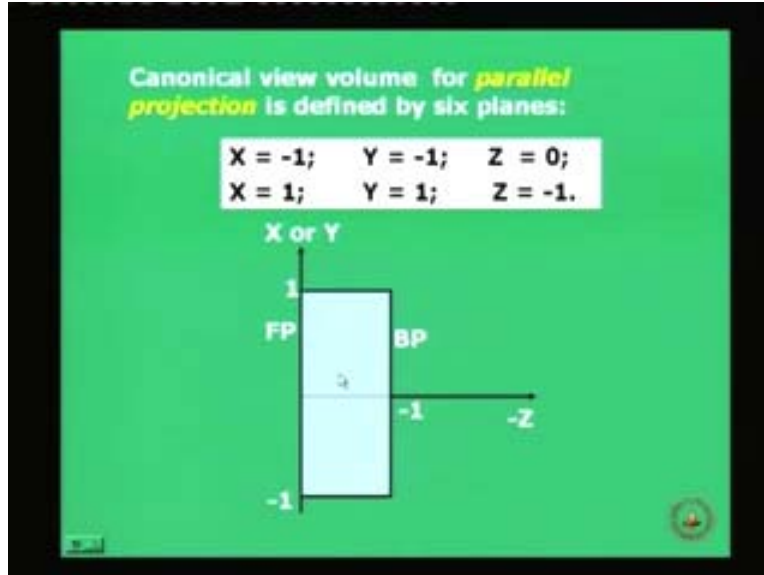 Canonical view volume for parallel
projection is defined by six planes:
X = -1; Y = -1; Z = 0;
X = 1; Y = 1; Z = -1.
X or Y
1
FP
BP
-1
-Z
-1